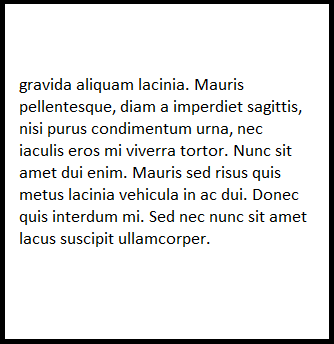 gravida aliquam lacinia. Mauris
pellentesque, diam a imperdiet sagittis,
nisi purus condimentum urna, nec
iaculis eros mi viverra tortor. Nunc sit
amet dui enim. Mauris sed risus quis
metus lacinia vehicula in ac dui. Donec
quis interdum mi. Sed nec nunc sit amet
lacus suscipit ullamcorper.